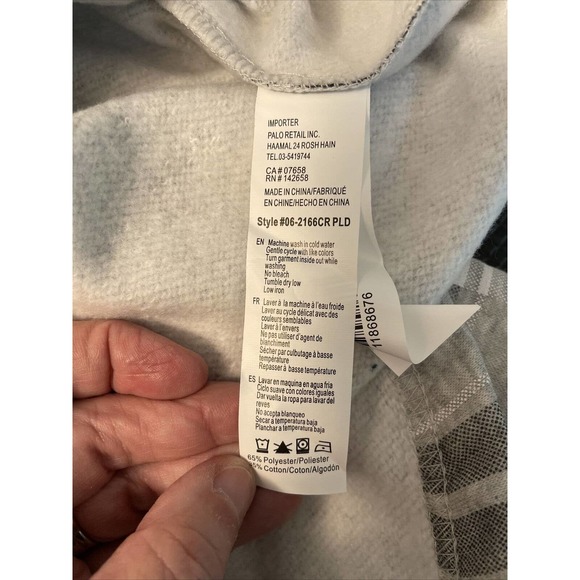 IMPORTER
PALO RETAIL INC.
HAAMAL 24 ROSH HAIN
TEL.03-5419744
CA# 07658
RN# 142658
MADE IN CHINA/FABRIQUÉ
EN CHINE/HECHO EN CHINA
Style #06-2166CR PLD
EN Machine wash in cold water
Gentle cycle with like colors
Turn garment inside out while
washing
No bleach
Tumble dry low
Low iron
FR Laver à la machine à l'eau froide
Laver au cycle délicat avec des
couleurs semblables
Laver à l'envers
No pas utiliser d'agent de
blanchiment
Sécher par culbutage à basse
température
Repasser à basse température
ES Lavar en maquina en agua fria
Ciclo suave con colores iguales
Dar vuelta la ropa para lavar del
reves
No acepta blanqueo
Secar a temperatura baja
Planchar a temperatura baja
65% Polyester/Poliester
35% Cotton/Coton/Algodón
11868676